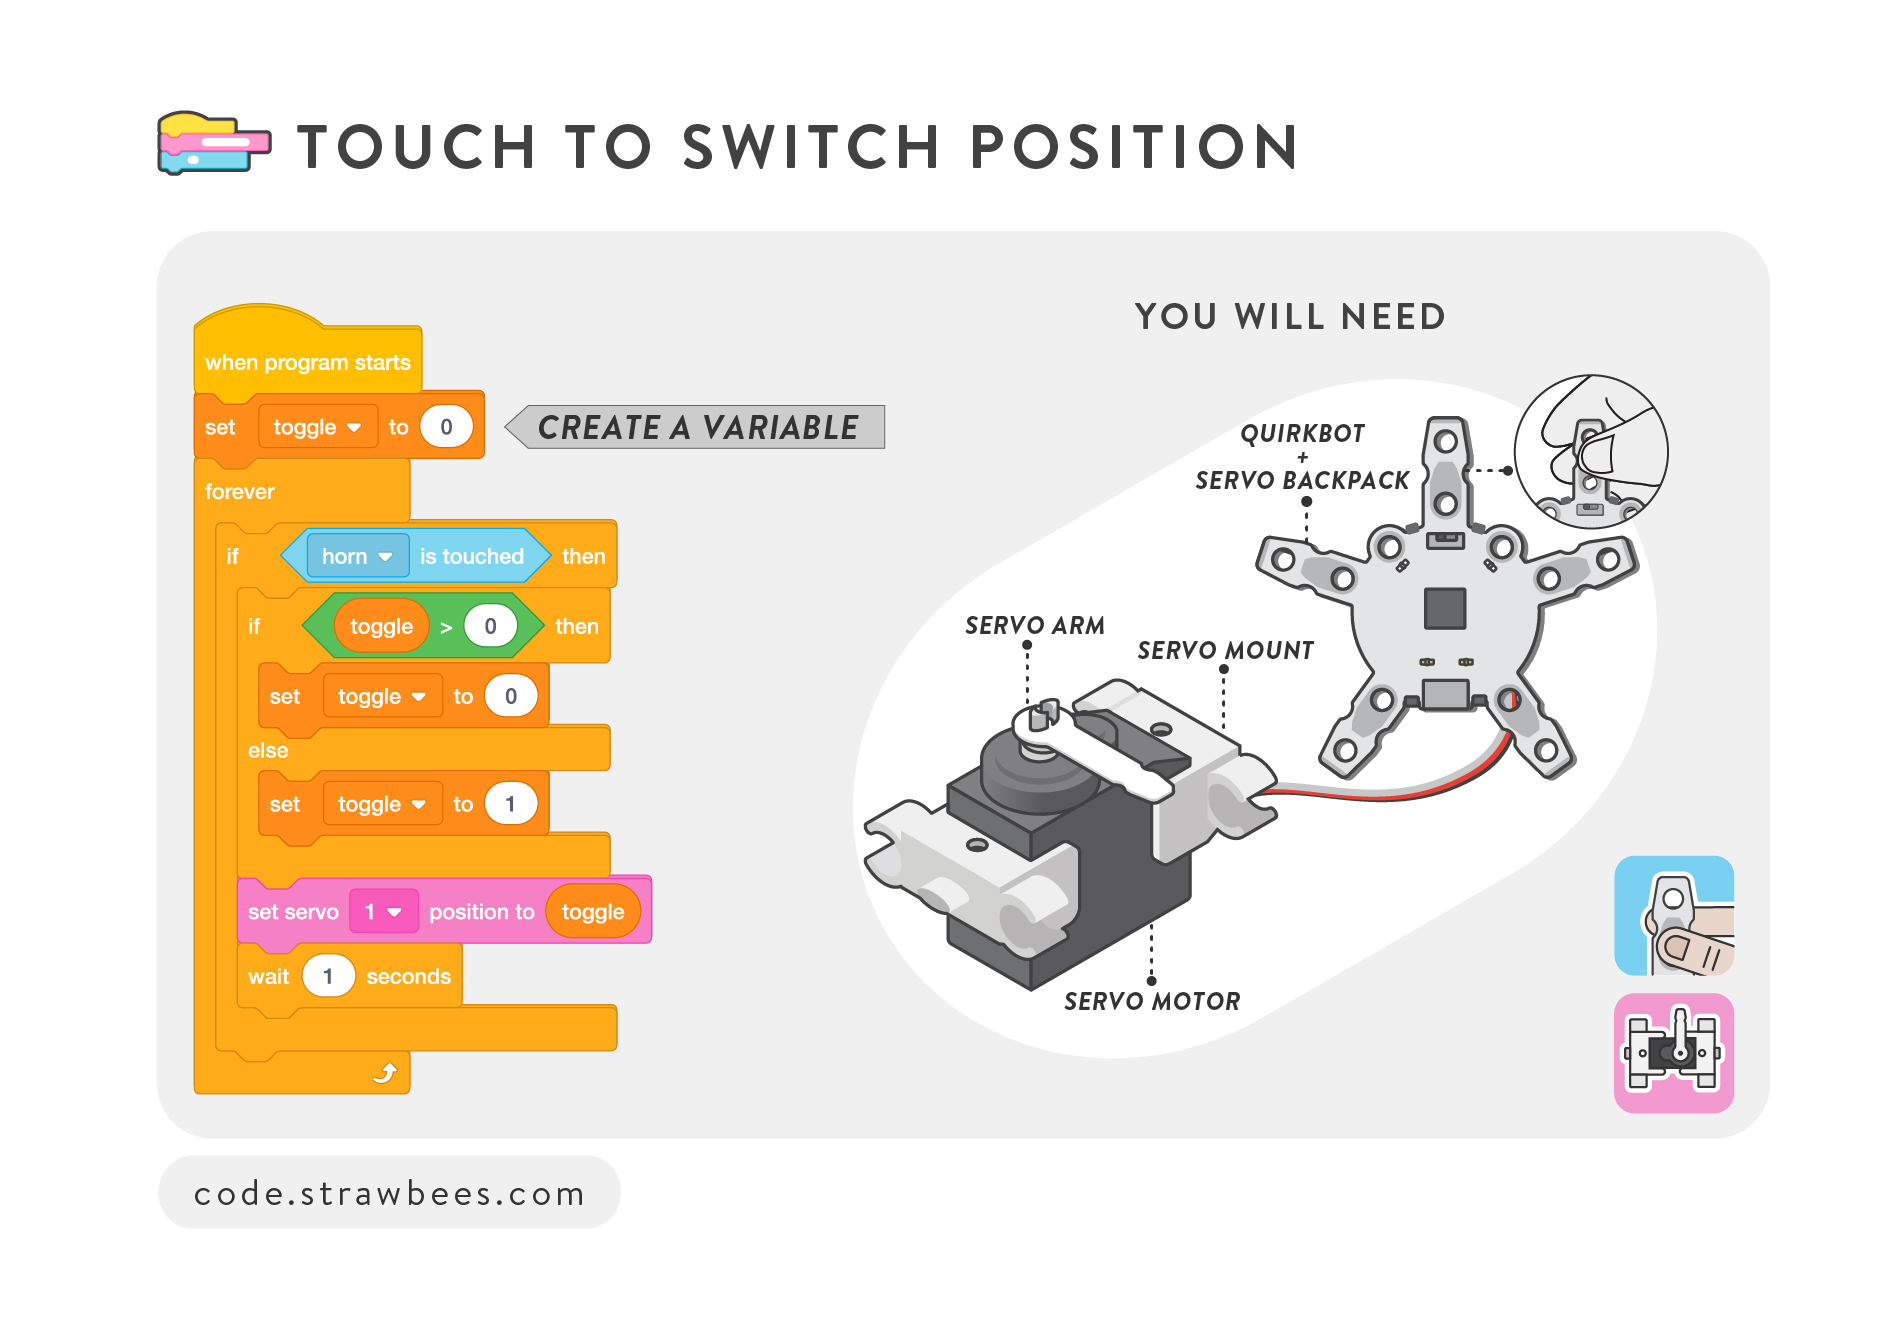 TOUCH TO SWITCH POSITION
when program starts
set toggle to 0
CREATE A VARIABLE
forever
if horn is touched then
if toggle > 0 then
set toggle to 0
else
set toggle to 1
set servo 1 position to toggle
wait 1 seconds
YOU WILL NEED
QUIRKBOT
+
SERVO BACKPACK
SERVO ARM
SERVO MOUNT
SERVO MOTOR
code.strawbees.com